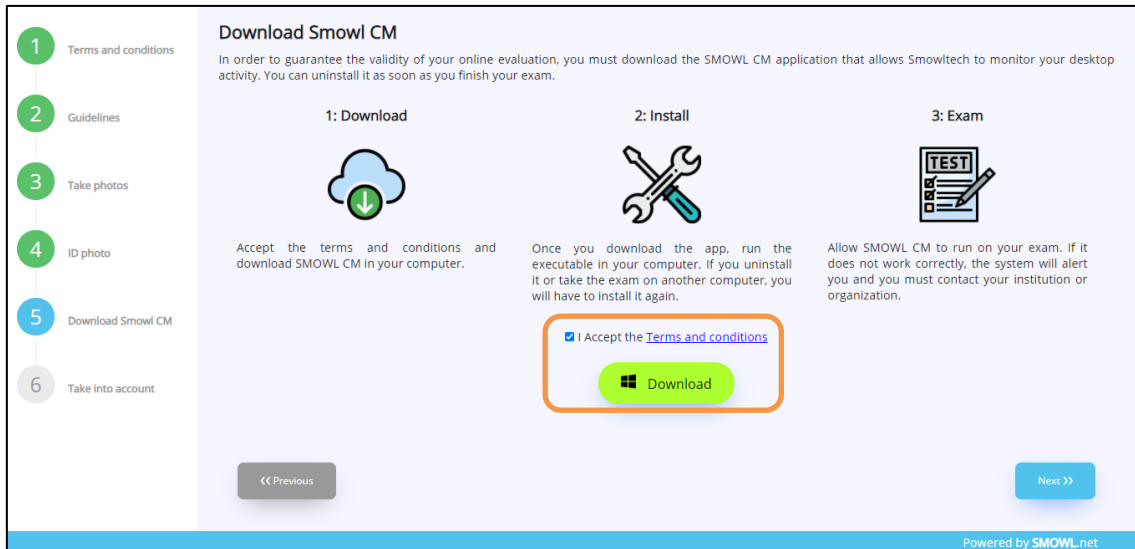 1 Terms and conditions
2 Guidelines
3 Take photos
4 ID photo
5 Download Smowl CM
6 Take into account
Download Smowl CM
In order to guarantee the validity of your online evaluation, you must download the SMOWL CM application that allows Smowltech to monitor your desktop
activity. You can uninstall it as soon as you finish your exam.
1: Download
Accept the terms and conditions and
download SMOWL CM in your computer.
2: Install
Once you download the app, run the
executable in your computer. If you uninstall
it or take the exam on another computer, you
will have to install it again.
3: Exam
TEST
Allow SMOWL CM to run on your exam. If it
does not work correctly, the system will alert
you and you must contact your institution or
organization.
I Accept the Terms and conditions
Download
Previous
Next
Powered by SMOWL.net